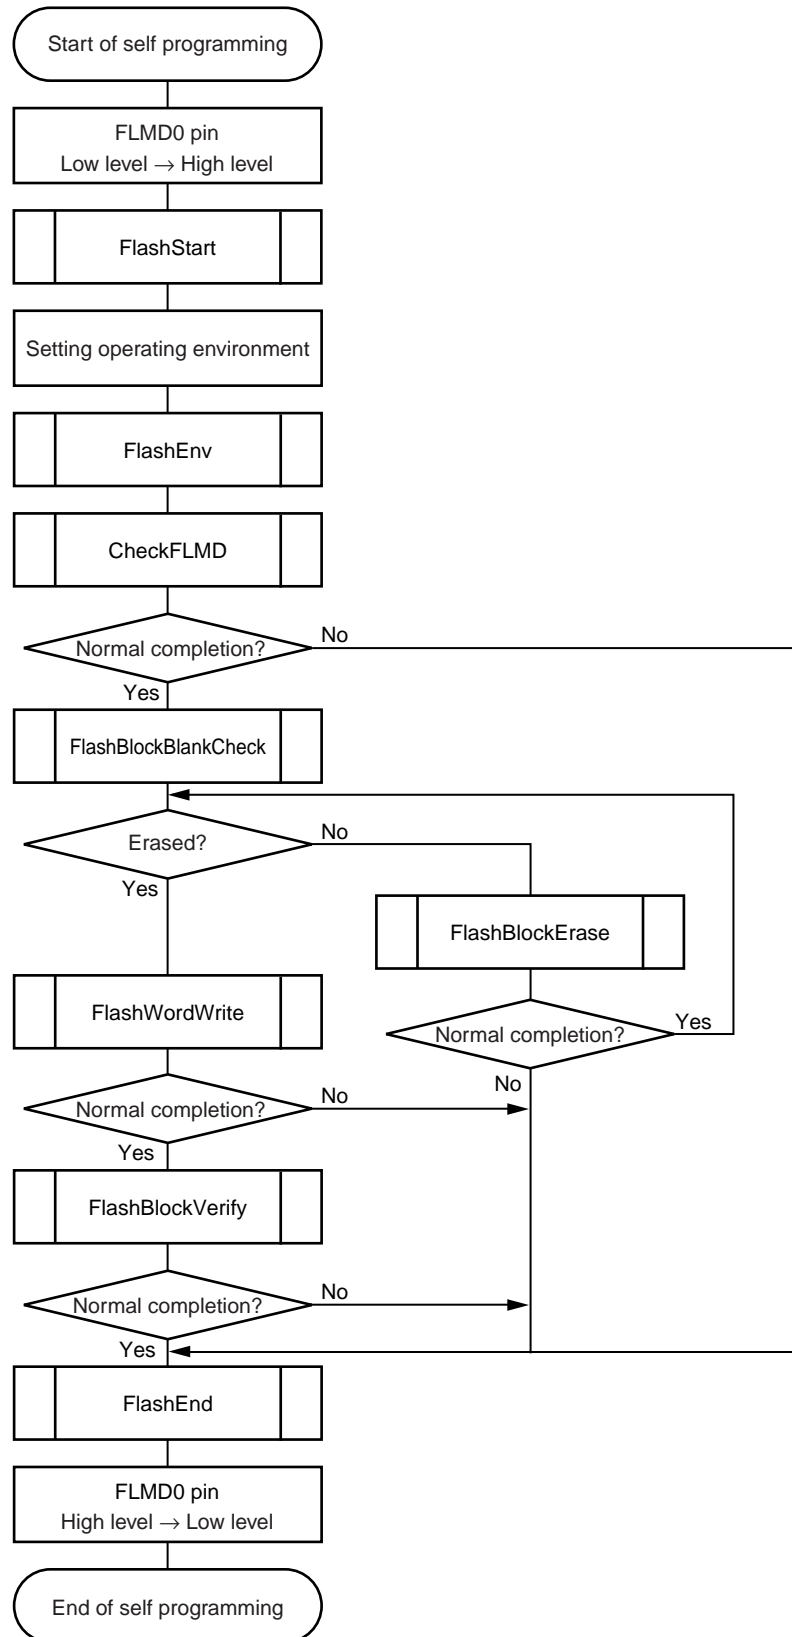 Start of self programming
FLMD0 pin
Low level → High level
FlashStart
Setting operating environment
FlashEnv
CheckFLMD
Normal completion?
No
Yes
FlashBlockBlankCheck
Erased?
No
Yes
FlashBlockErase
FlashWordWrite
Normal completion?
Yes
No
Normal completion?
No
Yes
FlashBlockVerify
Normal completion?
No
Yes
FlashEnd
FLMD0 pin
High level → Low level
End of self programming